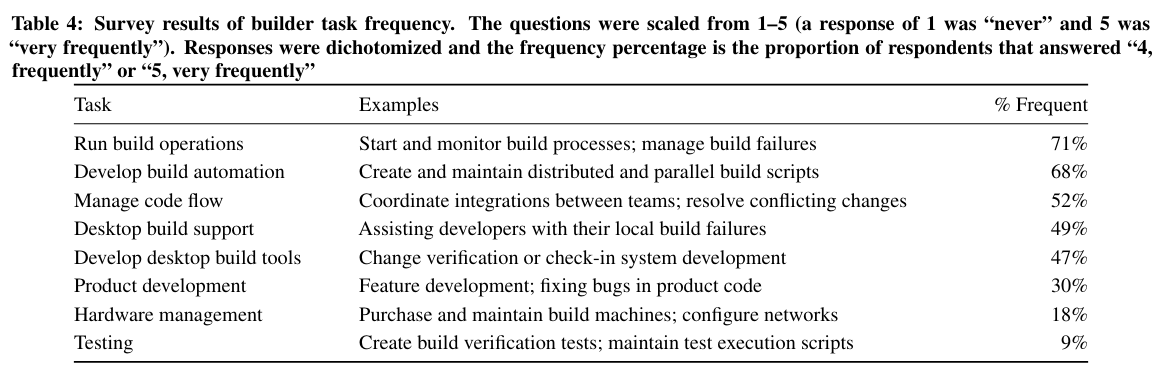 Table 4: Survey results of builder task frequency. The questions were scaled from 1–5 (a response of 1 was “never” and 5 was
“very frequently”). Responses were dichotomized and the frequency percentage is the proportion of respondents that answered “4,
frequently” or “5, very frequently”
Task Examples % Frequent
Run build operations Start and monitor build processes; manage build failures 71%
Develop build automation Create and maintain distributed and parallel build scripts 68%
Manage code flow Coordinate integrations between teams; resolve conflicting changes 52%
Desktop build support Assisting developers with their local build failures 49%
Develop desktop build tools Change verification or check-in system development 47%
Product development Feature development; fixing bugs in product code 30%
Hardware management Purchase and maintain build machines; configure networks 18%
Testing Create build verification tests; maintain test execution scripts 9%